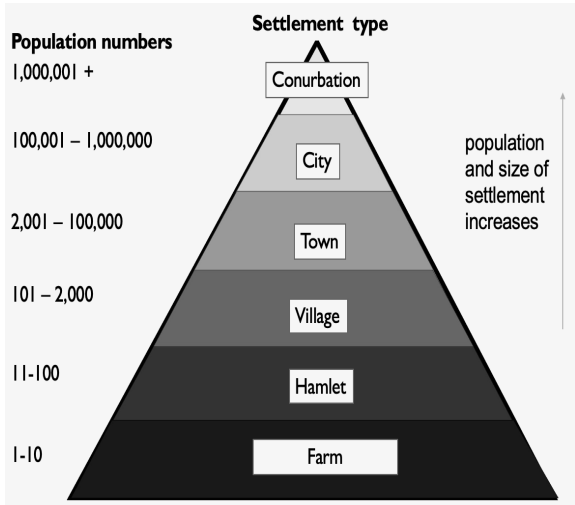 Settlement type
Population numbers
1,000,001 +
Conurbation
100,001 – 1,000,000
City
population
and size of
settlement
increases
2,001 – 100,000
Town
101 – 2,000
Village
11-100
Hamlet
1-10
Farm